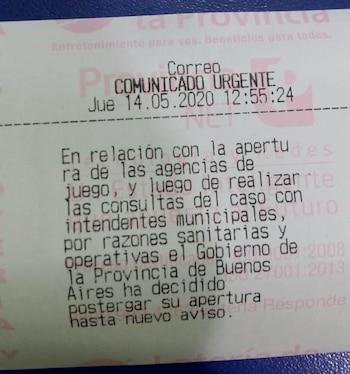 la Provincia
Entretenimiento para vos. Beneficios para todos.
Correo
COMUNICADO URGENTE
Jue 14.05.2020 12:55:24
Provincia
NET
En relación con la apertu
ra de las agencias de
juego, y luego de realizar
las consultas del caso con
intendentes municipales,
por razones sanitarias y
operativas el Gobierno de
la Provincia de Buenos
Aires ha decidido
postergar su apertura
hasta nuevo aviso.